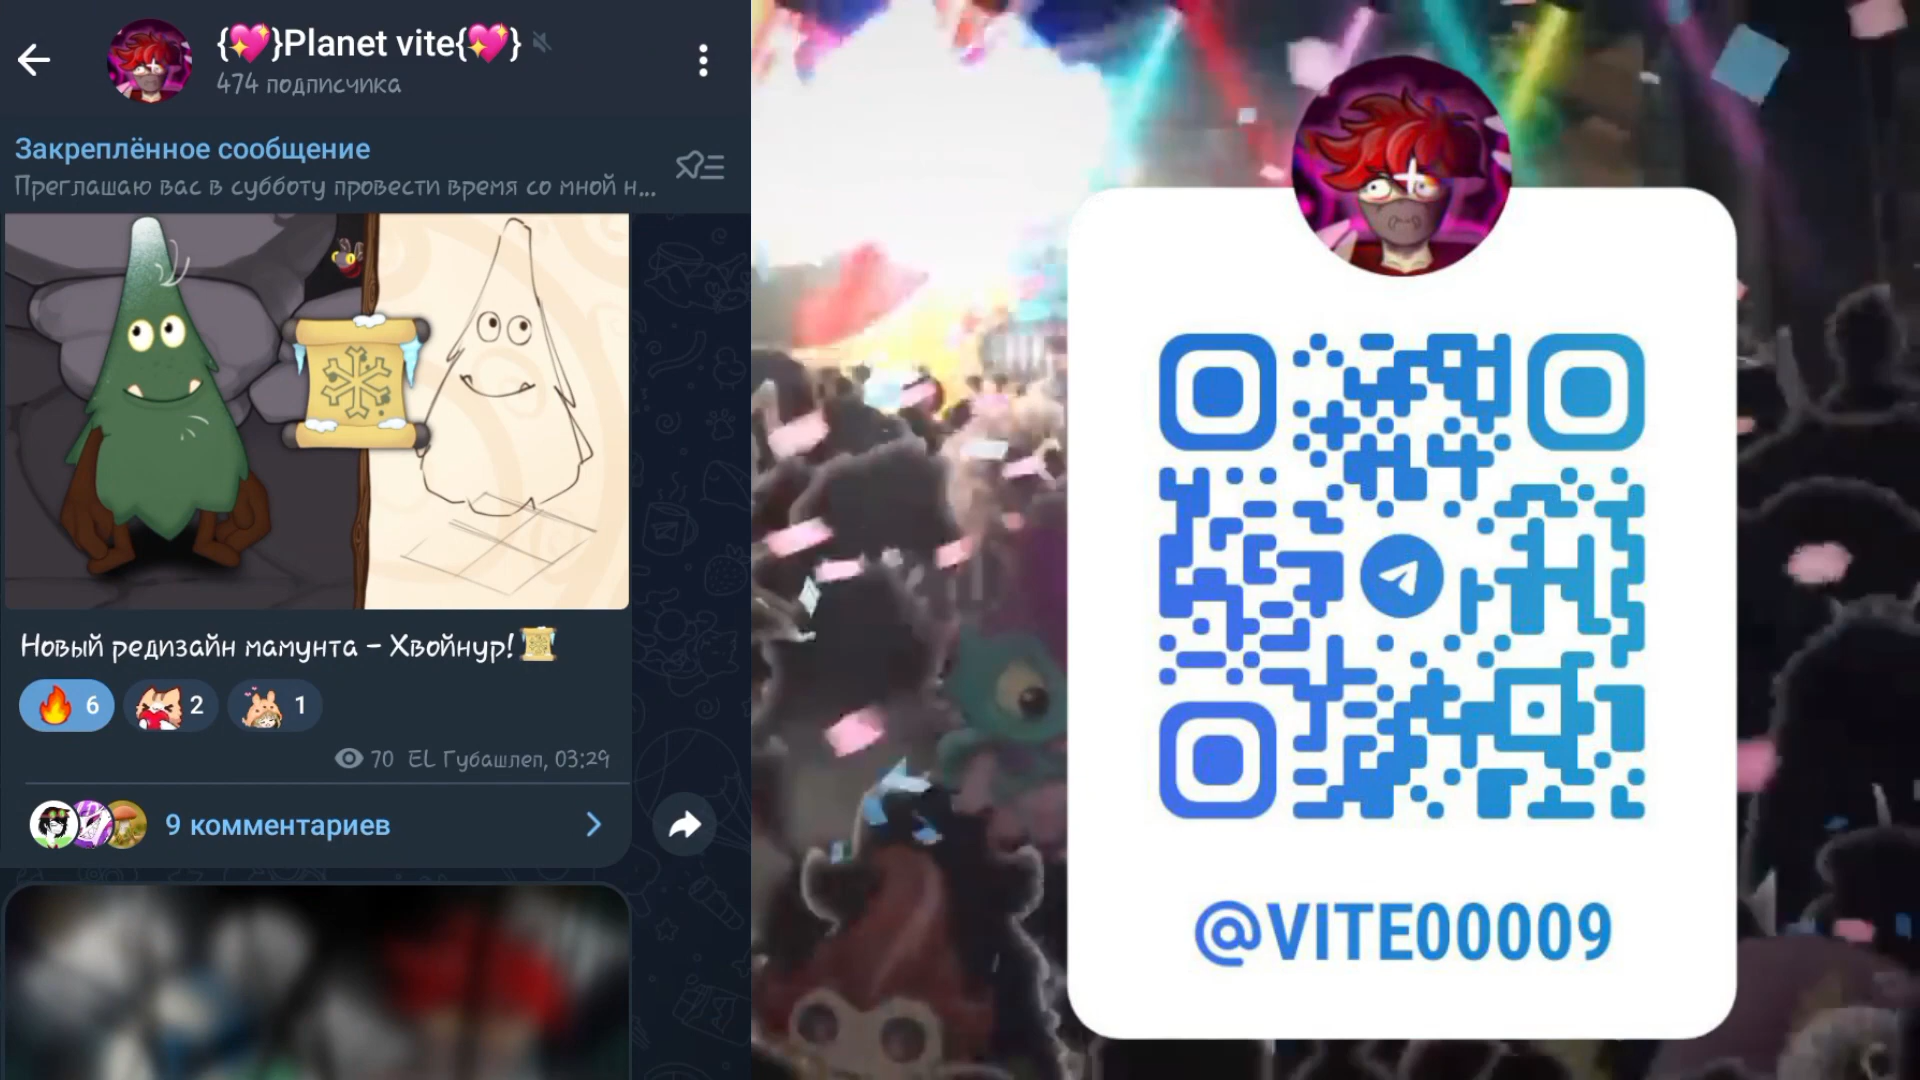 {💖}Planet vite{💖}
474 подписчика
Закреплённое сообщение
Преглашаю вас в субботу провести время со мной н...
Новый редизайн мамунта - Хвойнур!
6
2
1
70 EL Губашлеп, 03:29
9 комментариев
@VITE00009